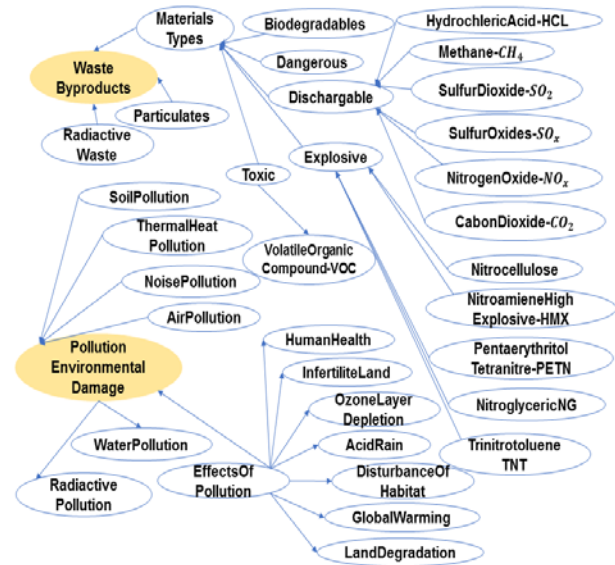 Materials
Types
Biodegradables
HydrochlericAcid-HCL
Methane-CH₄
Waste
Byproducts
Dangerous
Dischargable
SulfurDioxide-SO₂
Particulates
SulfurOxides-SOₓ
Radiactive
Waste
Explosive
Toxic
NitrogenOxide-NOₓ
SoilPollution
CabonDioxide-CO₂
ThermalHeat
Pollution
VolatileOrganic
Compound-VOC
Nitrocellulose
NoisePollution
NitroamieneHigh
Explosive-HMX
AirPollution
HumanHealth
Pollution
Environmental
Damage
Pentaerythritol
Tetranitre-PETN
InfertiliteLand
OzoneLayer
Depletion
NitroglycericNG
WaterPollution
AcidRain
Trinitrotoluene
TNT
EffectsOf
Pollution
DisturbanceOf
Habitat
Radiactive
Pollution
GlobalWarming
LandDegradation